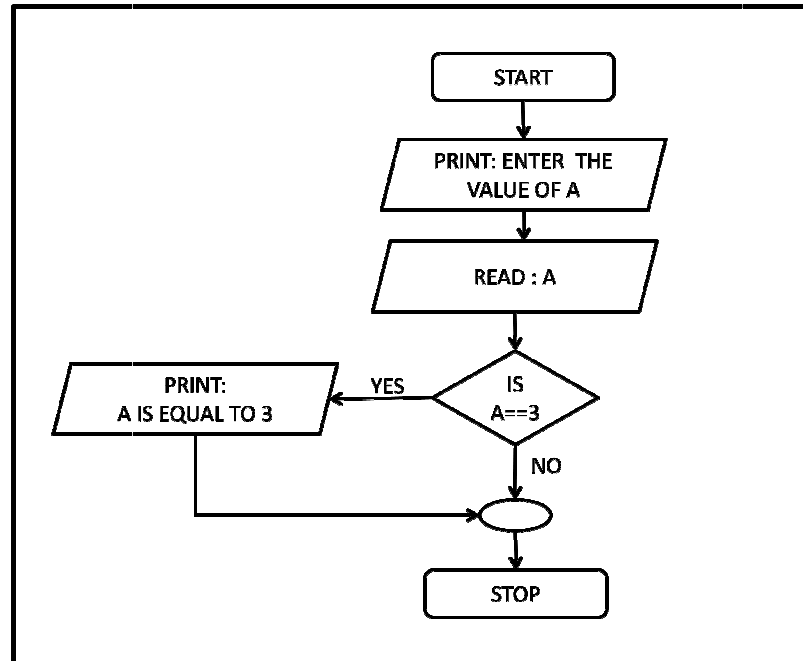 START
PRINT: ENTER THE
VALUE OF A
READ : A
IS
A==3
YES
PRINT:
A IS EQUAL TO 3
NO
STOP